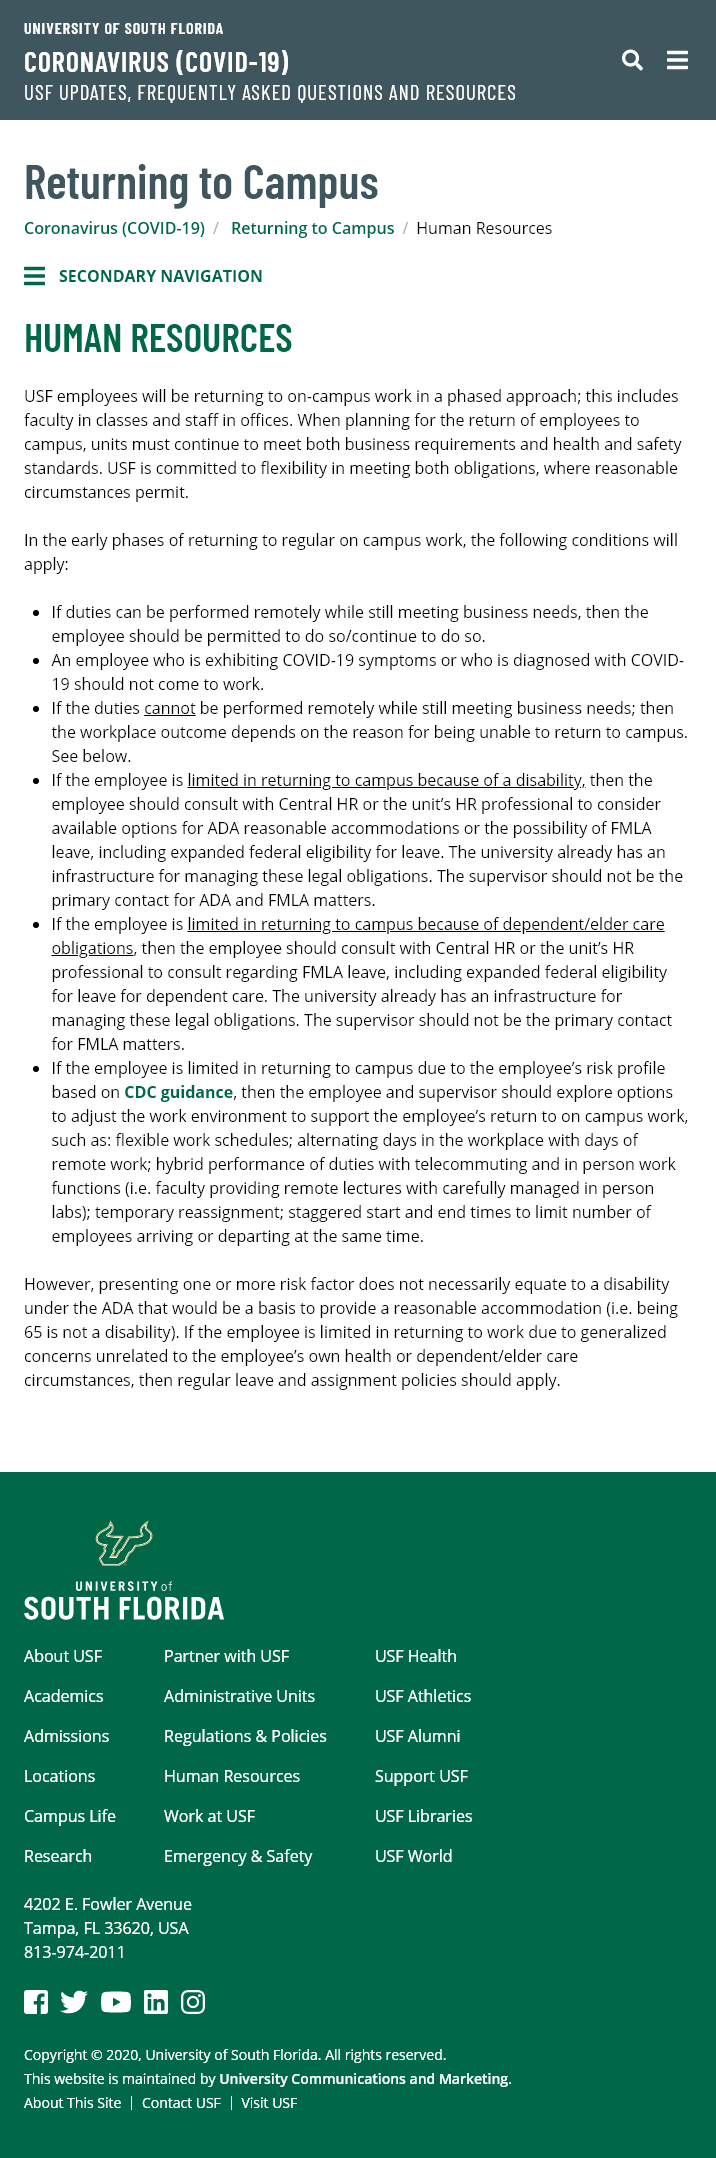 UNIVERSITY OF SOUTH FLORIDA
CORONAVIRUS (COVID-19)
USF UPDATES, FREQUENTLY ASKED QUESTIONS AND RESOURCES
Returning to Campus
Coronavirus (COVID-19) / Returning to Campus / Human Resources
SECONDARY NAVIGATION
HUMAN RESOURCES
USF employees will be returning to on-campus work in a phased approach; this includes
faculty in classes and staff in offices. When planning for the return of employees to
campus, units must continue to meet both business requirements and health and safety
standards. USF is committed to flexibility in meeting both obligations, where reasonable
circumstances permit.
In the early phases of returning to regular on campus work, the following conditions will
apply:
• If duties can be performed remotely while still meeting business needs, then the
employee should be permitted to do so/continue to do so.
• An employee who is exhibiting COVID-19 symptoms or who is diagnosed with COVID-
19 should not come to work.
• If the duties cannot be performed remotely while still meeting business needs; then
the workplace outcome depends on the reason for being unable to return to campus.
See below.
• If the employee is limited in returning to campus because of a disability, then the
employee should consult with Central HR or the unit’s HR professional to consider
available options for ADA reasonable accommodations or the possibility of FMLA
leave, including expanded federal eligibility for leave. The university already has an
infrastructure for managing these legal obligations. The supervisor should not be the
primary contact for ADA and FMLA matters.
• If the employee is limited in returning to campus because of dependent/elder care
obligations, then the employee should consult with Central HR or the unit’s HR
professional to consult regarding FMLA leave, including expanded federal eligibility
for leave for dependent care. The university already has an infrastructure for
managing these legal obligations. The supervisor should not be the primary contact
for FMLA matters.
• If the employee is limited in returning to campus due to the employee’s risk profile
based on CDC guidance, then the employee and supervisor should explore options
to adjust the work environment to support the employee’s return to on campus work,
such as: flexible work schedules; alternating days in the workplace with days of
remote work; hybrid performance of duties with telecommuting and in person work
functions (i.e. faculty providing remote lectures with carefully managed in person
labs); temporary reassignment; staggered start and end times to limit number of
employees arriving or departing at the same time.
However, presenting one or more risk factor does not necessarily equate to a disability
under the ADA that would be a basis to provide a reasonable accommodation (i.e. being
65 is not a disability). If the employee is limited in returning to work due to generalized
concerns unrelated to the employee’s own health or dependent/elder care
circumstances, then regular leave and assignment policies should apply.
UNIVERSITY of
SOUTH FLORIDA
About USF Partner with USF USF Health
Academics Administrative Units USF Athletics
Admissions Regulations & Policies USF Alumni
Locations Human Resources Support USF
Campus Life Work at USF USF Libraries
Research Emergency & Safety USF World
4202 E. Fowler Avenue
Tampa, FL 33620, USA
813-974-2011
Copyright © 2020, University of South Florida. All rights reserved.
This website is maintained by University Communications and Marketing.
About This Site | Contact USF | Visit USF